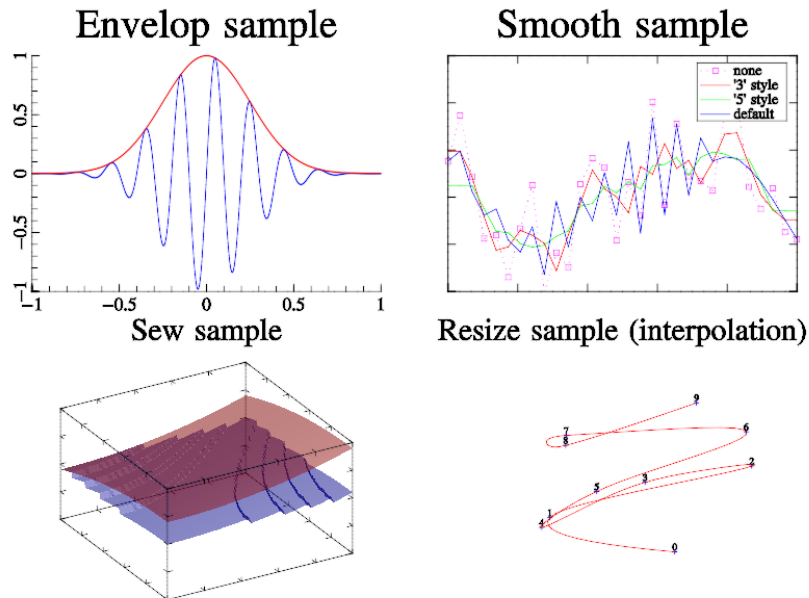 Envelop sample
Smooth sample
none
'3' style
'5' style
default
1
0.5
0
−0.5
−1
−1
−0.5
0
0.5
1
Sew sample
Resize sample (interpolation)
9
7
8
6
2
3
5
1
4
0